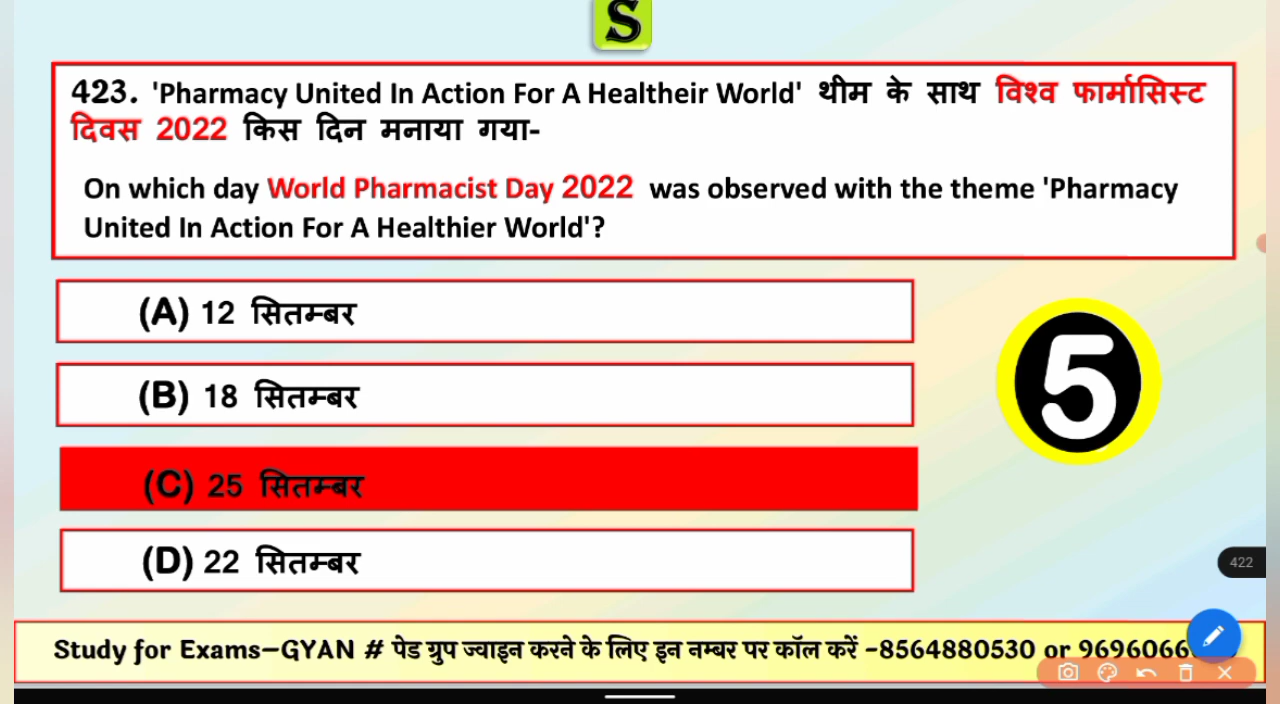 S
423. 'Pharmacy United In Action For A Healtheir World' थीम के साथ विश्व फार्मासिस्ट
दिवस 2022 किस दिन मनाया गया-
On which day World Pharmacist Day 2022 was observed with the theme 'Pharmacy
United In Action For A Healthier World'?
(A) 12 सितम्बर
(B) 18 सितम्बर
5
(C) 25 सितम्बर
(D) 22 सितम्बर
422
Study for Exams–GYAN # पेड ग्रुप ज्वाइन करने के लिए इन नम्बर पर कॉल करें -8564880530 or